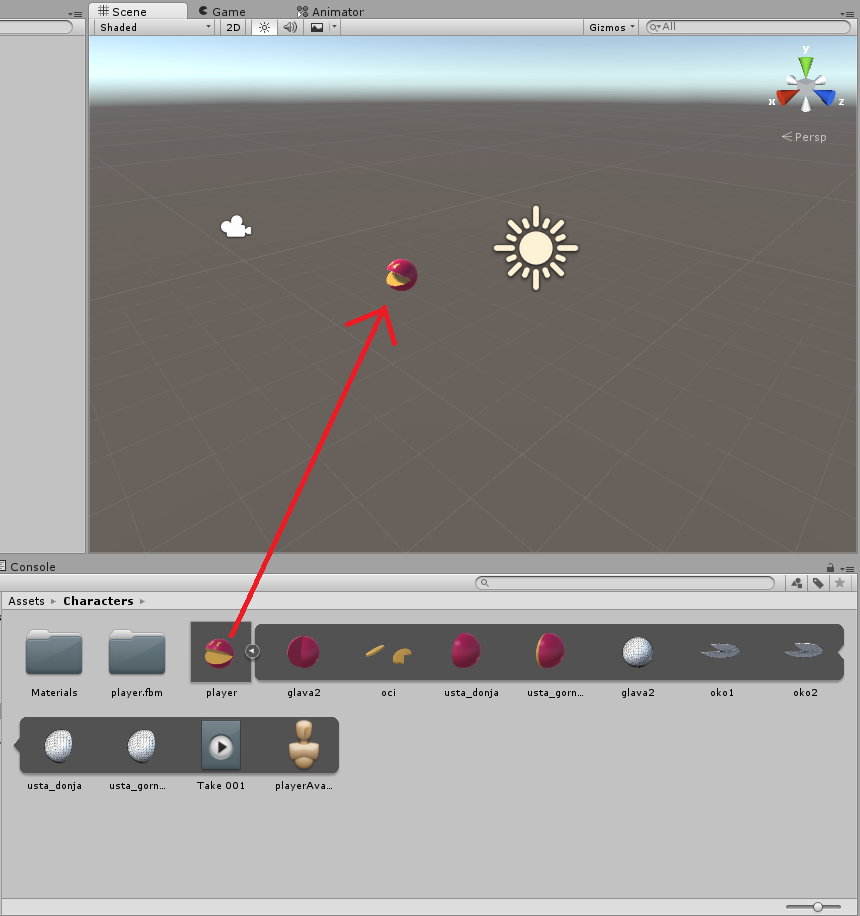 Scene Game Animator
Shaded 2D Gizmos All
y
x z
Persp
Console
Assets Characters
Materials player.fbm player glava2 oci usta_donja usta_gorn... glava2 oko1 oko2
usta_donja usta_gorn... Take 001 playerAva...